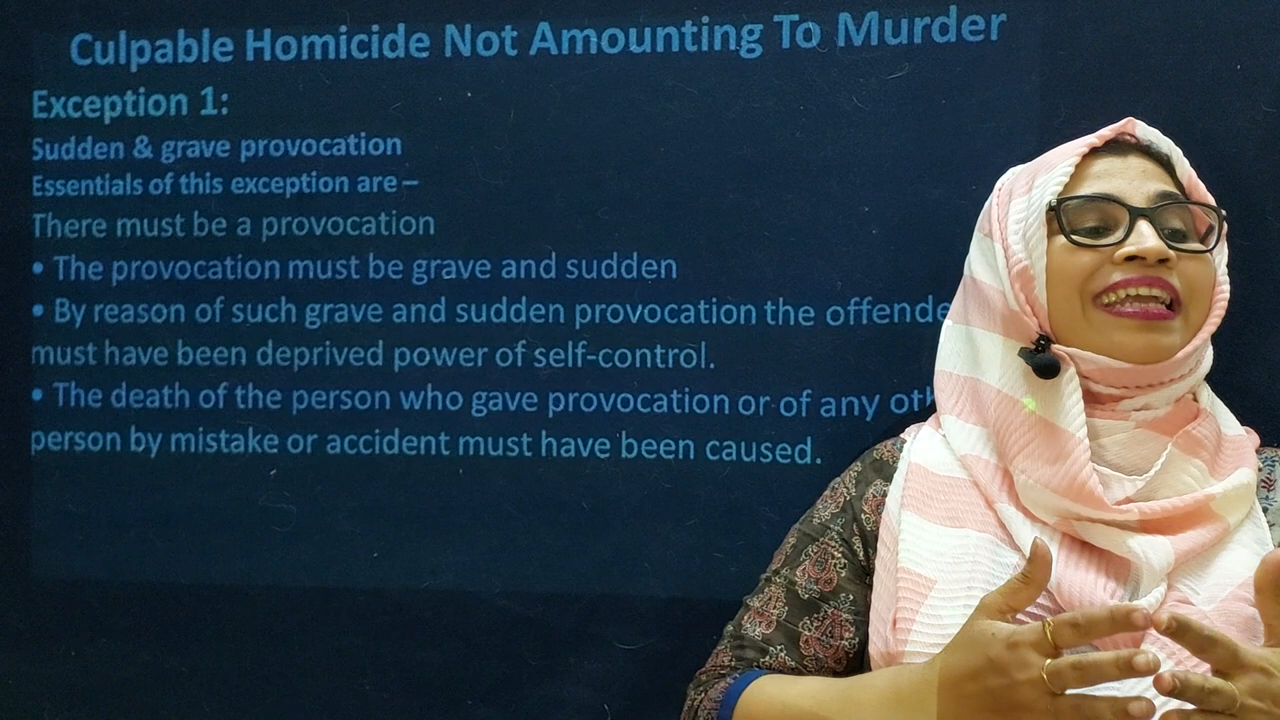 Culpable Homicide Not Amounting To Murder
Exception 1:
Sudden & grave provocation
Essentials of this exception are –
There must be a provocation
• The provocation must be grave and sudden
• By reason of such grave and sudden provocation the
must have been deprived power of self-control.
• The death of the person who gave provocation or of any
person by mistake or accident must have been caused.